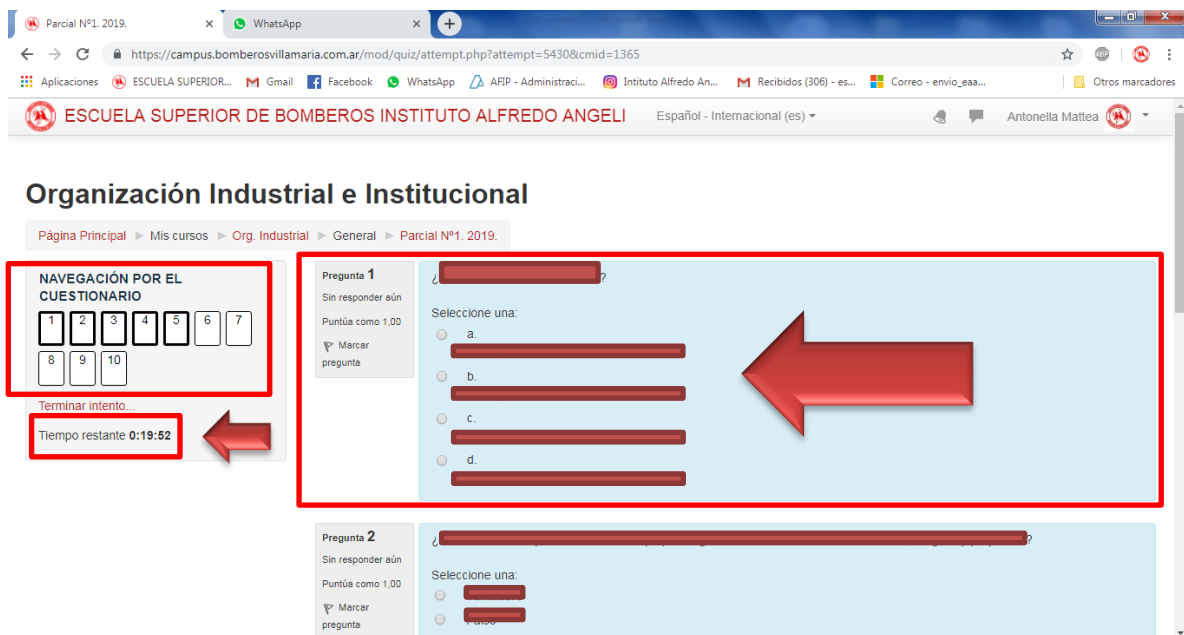 Parcial Nº1. 2019.
WhatsApp
https://campus.bomberosvillamaria.com.ar/mod/quiz/attempt.php?attempt=5430&cmid=1365
ABP
Aplicaciones
ESCUELA SUPERIOR...
Gmail
Facebook
WhatsApp
AFIP - Administraci...
Intituto Alfredo An...
Recibidos (306) - es...
Correo - envio_eaa...
Otros marcadores
ESCUELA SUPERIOR DE BOMBEROS INSTITUTO ALFREDO ANGELI
Español - Internacional (es)
Antonella Mattea
Organización Industrial e Institucional
Página Principal ► Mis cursos ► Org. Industrial ► General ► Parcial Nº1. 2019.
NAVEGACIÓN POR EL
CUESTIONARIO
1 2 3 4 5 6 7
8 9 10
Terminar intento...
Tiempo restante 0:19:52
Pregunta 1
Sin responder aún
Puntúa como 1,00
Marcar
pregunta
¿ ?
Seleccione una:
a.
b.
c.
d.
Pregunta 2
Sin responder aún
Puntúa como 1,00
Marcar
pregunta
¿ ?
Seleccione una: